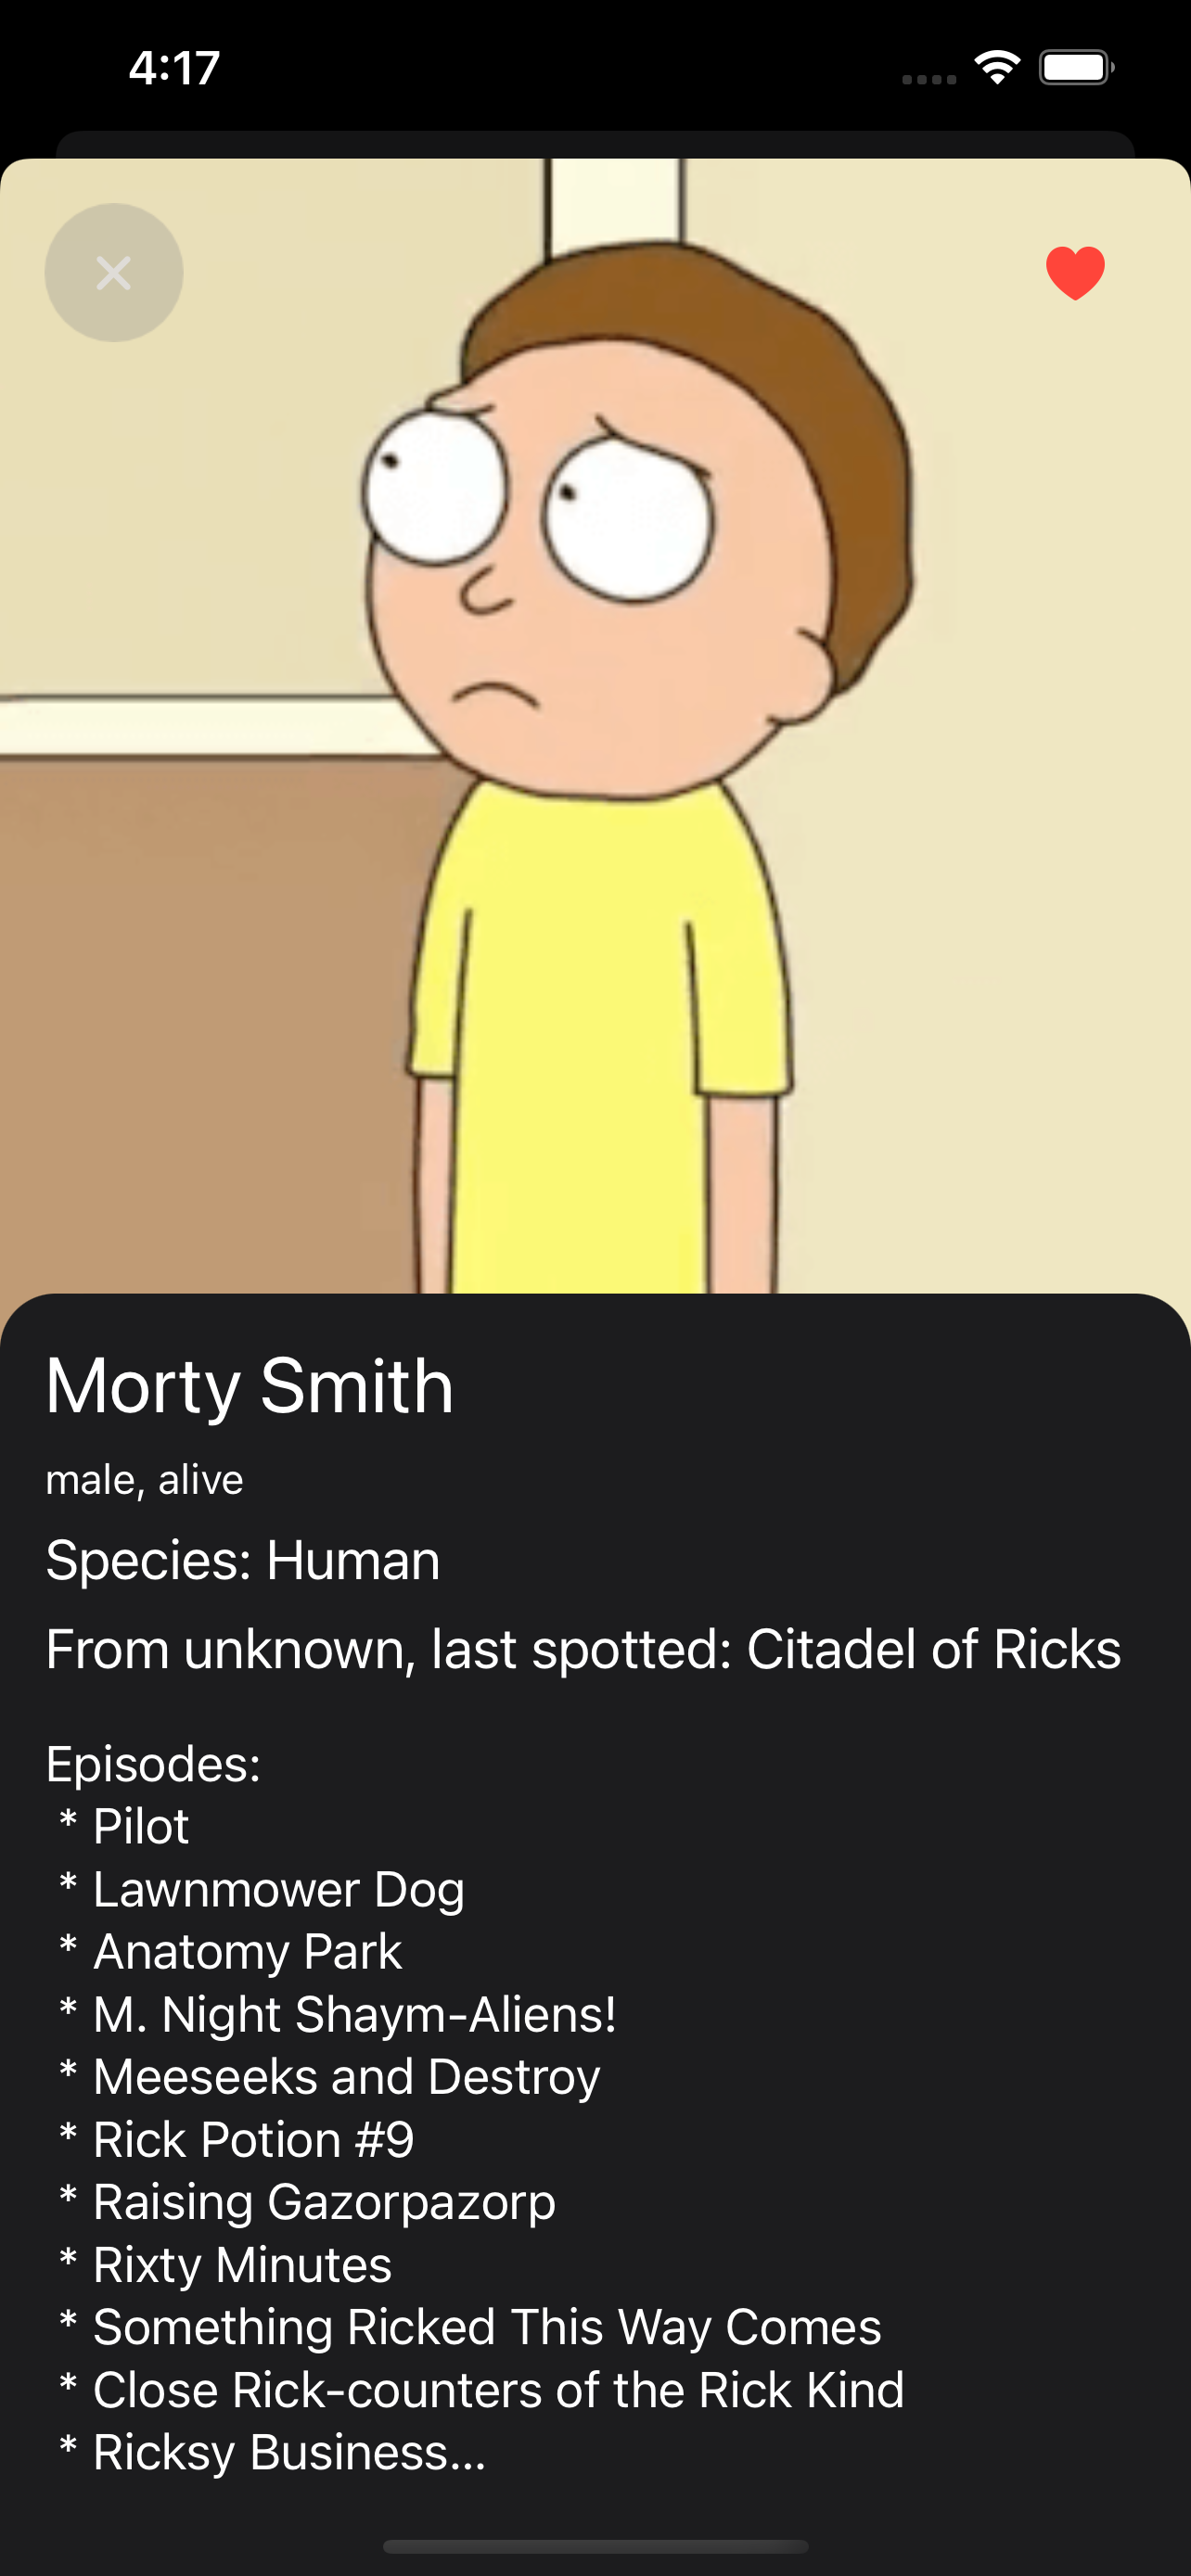 4:17
Morty Smith
male, alive
Species: Human
From unknown, last spotted: Citadel of Ricks
Episodes:
* Pilot
* Lawnmower Dog
* Anatomy Park
* M. Night Shaym-Aliens!
* Meeseeks and Destroy
* Rick Potion #9
* Raising Gazorpazorp
* Rixty Minutes
* Something Ricked This Way Comes
* Close Rick-counters of the Rick Kind
* Ricksy Business...